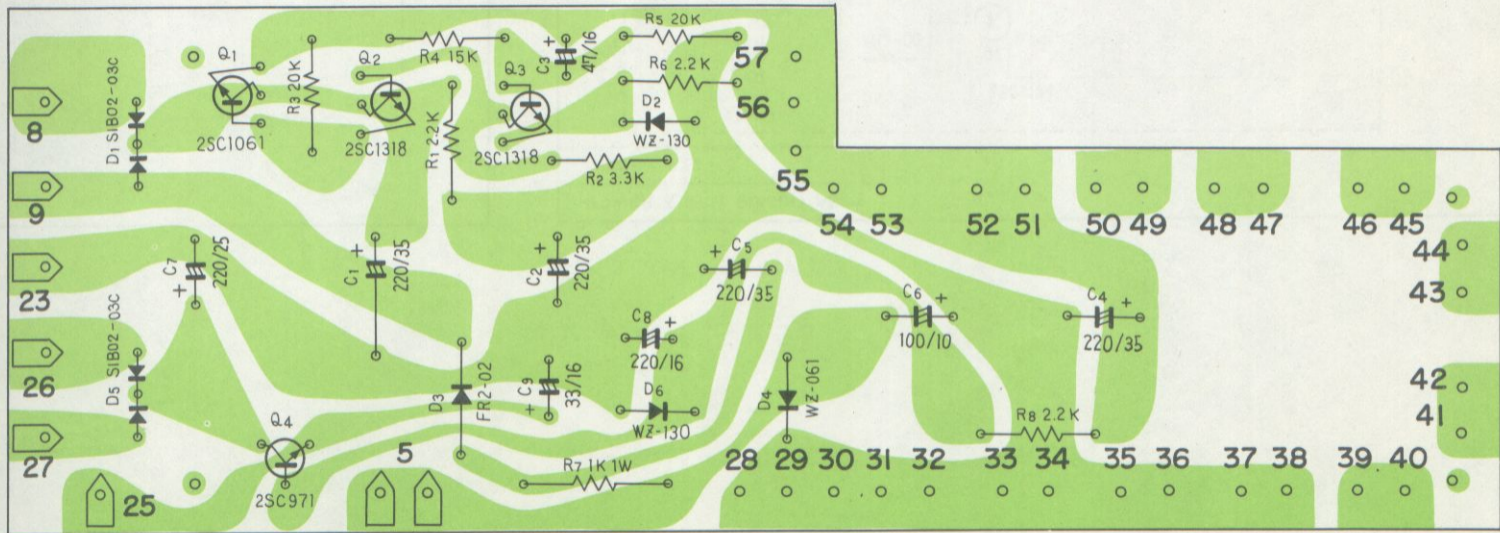 Q1
Q2
R4 15K
Q3
C3 + 47/16
R5 20K
R6 2.2K
57
8
D1 SIB02-03C
2SC1061
R3 20K
2SC1318
R1 2.2K
2SC1318
D2
WZ-130
R2 3.3K
56
55
9
54 53 52 51 50 49 48 47 46 45
44
23
C7 220/25 +
C1 + 220/35
C2 + 220/35
+ C5
220/35
C6 +
100/10
C4 +
220/35
43
26
D5 SIB02-03C
C8 +
220/16
D3 FR2-02
C9 + 33/16
D6
WZ-130
D4 WZ-061
42
41
27
Q4
2SC971
25
5
R7 1K 1W
R8 2.2K
28 29 30 31 32 33 34 35 36 37 38 39 40